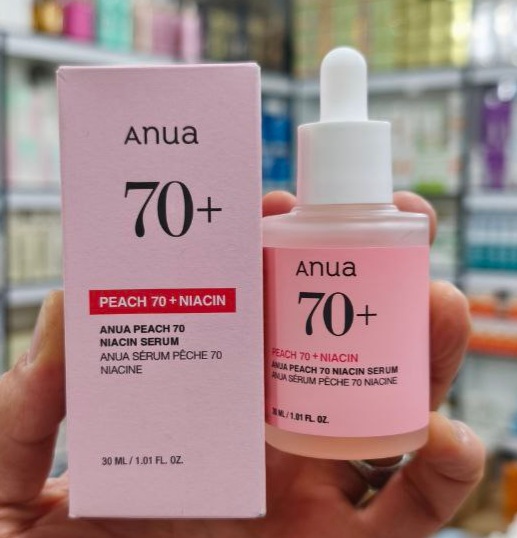 Anua
70+
PEACH 70 + NIACIN
ANUA PEACH 70
NIACIN SERUM
ANUA SÉRUM PÊCHE 70
NIACINE
30 ML / 1.01 FL. OZ.
Anua
70+
PEACH 70 + NIACIN
ANUA PEACH 70 NIACIN SERUM
ANUA SÉRUM PÊCHE 70 NIACINE
30 ML / 1.01 FL. OZ.